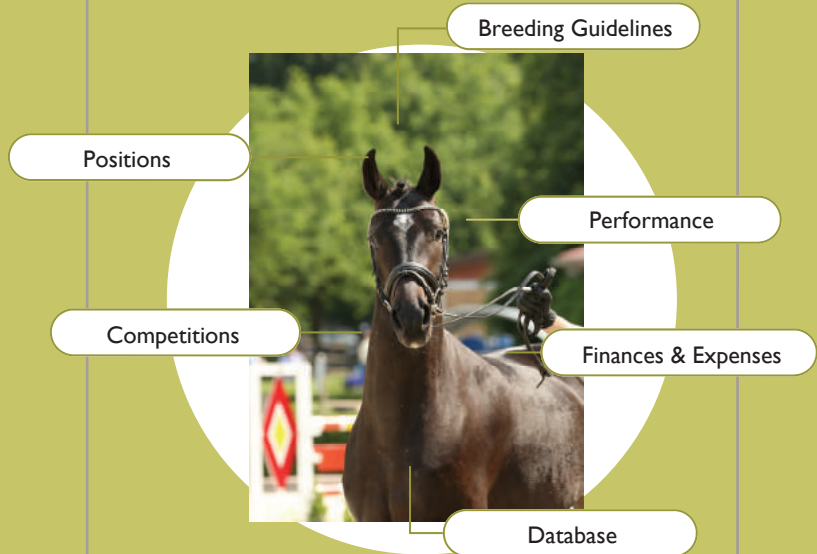 Breeding Guidelines
Positions
Performance
Competitions
Finances & Expenses
Database